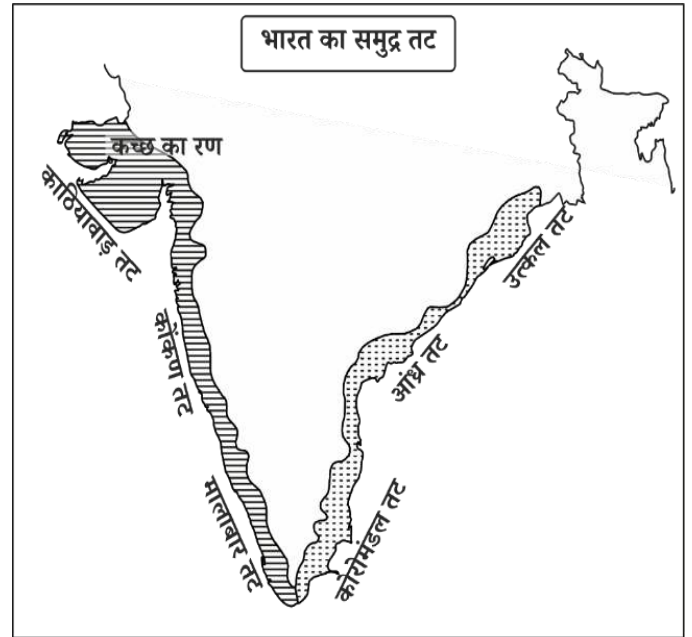 भारत का समुद्र तट
कच्छ का रण
काठियावाड़ तट
उत्कल तट
कोंकण तट
आंध्र तट
मालाबार तट
कोरोमंडल तट